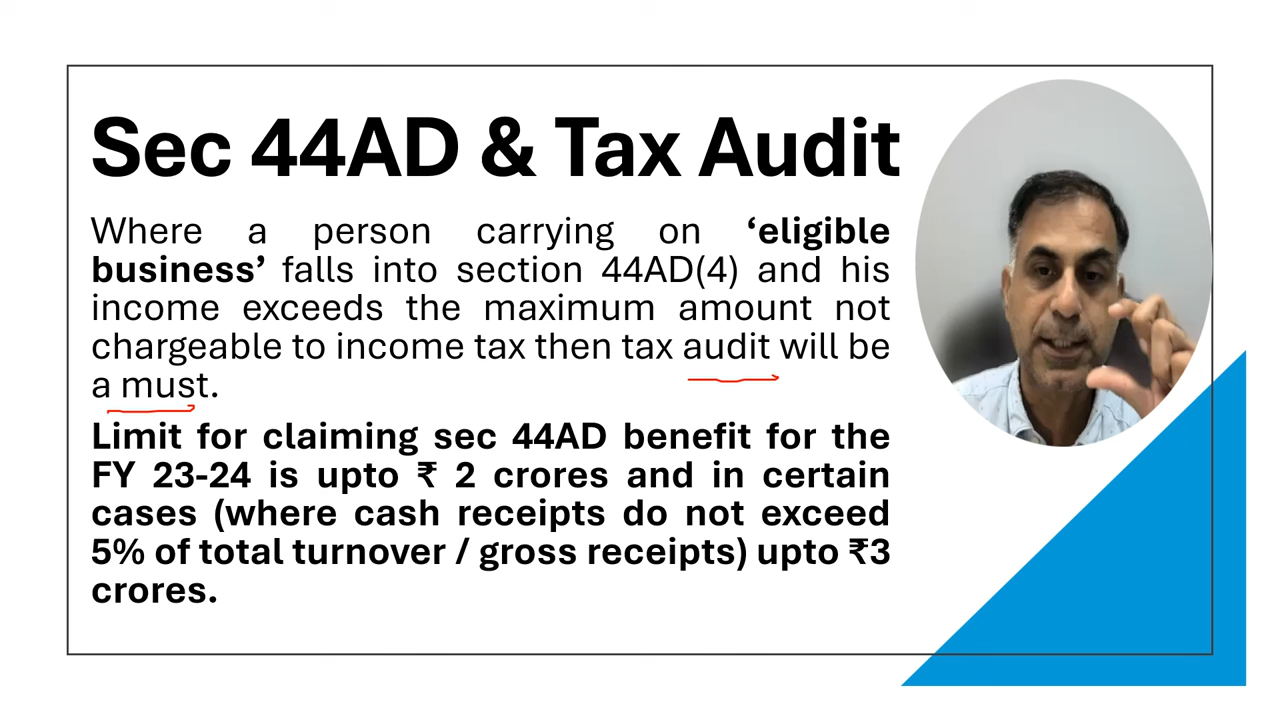 Sec 44AD & Tax Audit
Where a person carrying on ‘eligible
business’ falls into section 44AD(4) and his
income exceeds the maximum amount not
chargeable to income tax then tax audit will be
a must.
Limit for claiming sec 44AD benefit for the
FY 23-24 is upto ₹ 2 crores and in certain
cases (where cash receipts do not exceed
5% of total turnover / gross receipts) upto ₹3
crores.